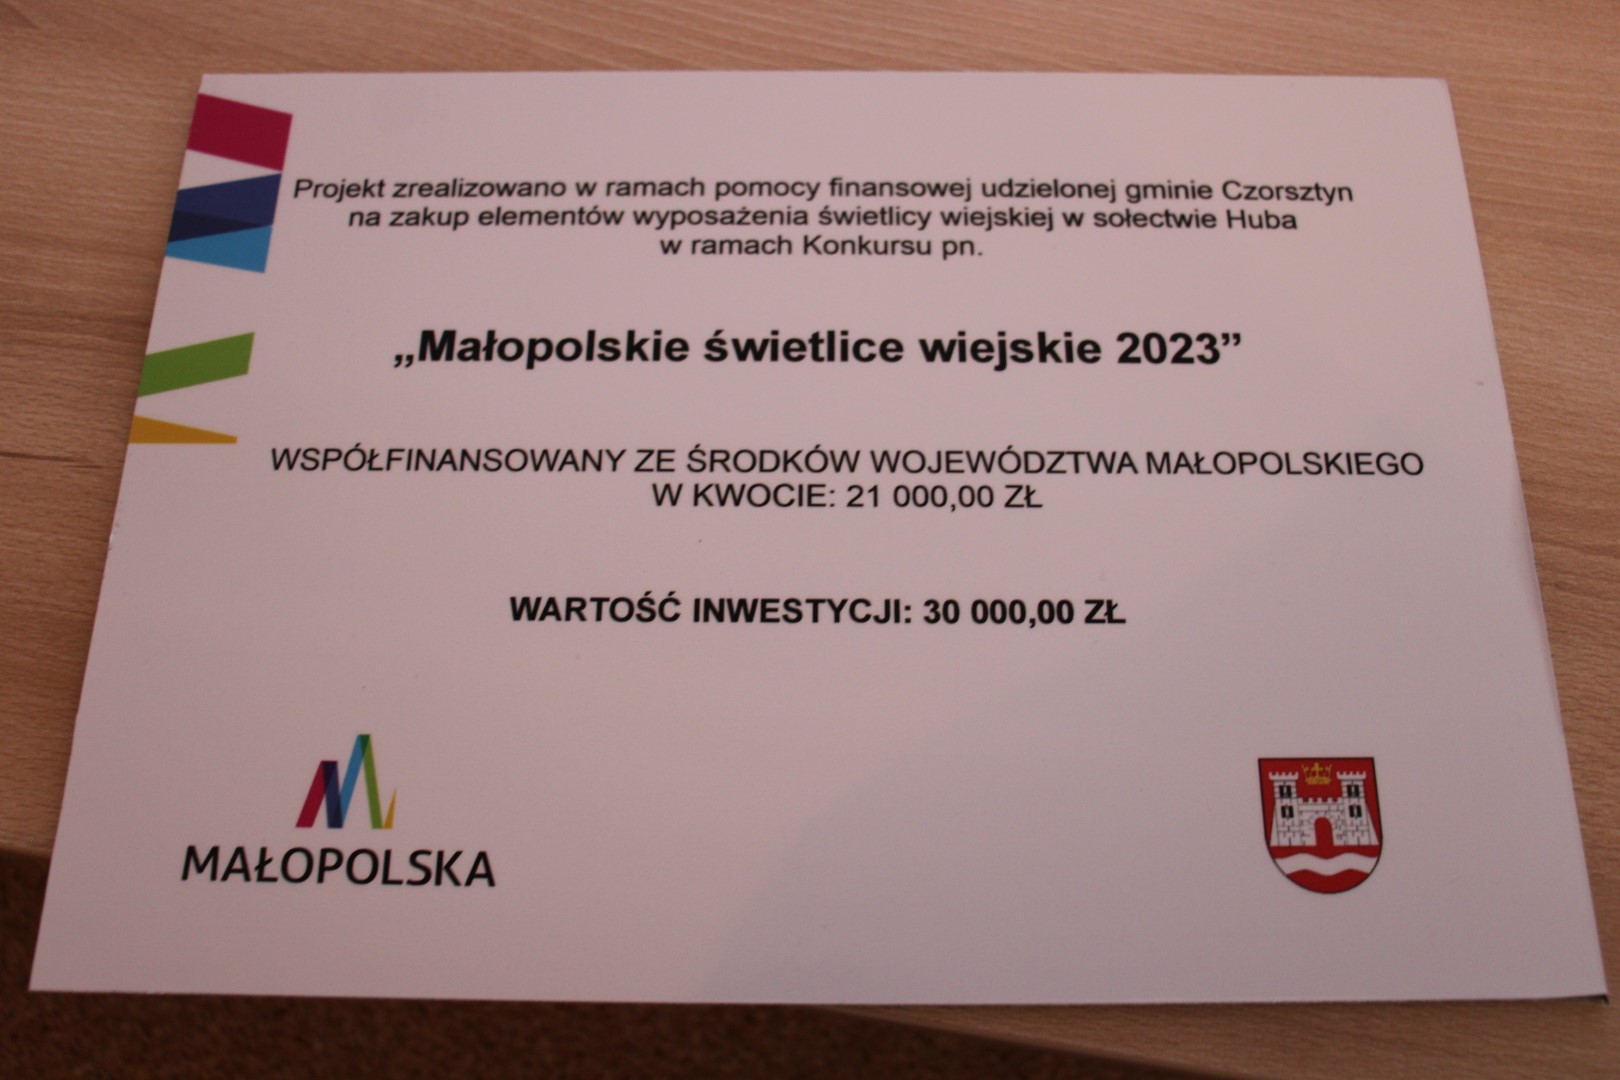 Projekt zrealizowano w ramach pomocy finansowej udzielonej gminie Czorsztyn
na zakup elementów wyposażenia świetlicy wiejskiej w sołectwie Huba
w ramach Konkursu pn.
„Małopolskie świetlice wiejskie 2023”
WSPÓŁFINANSOWANY ZE ŚRODKÓW WOJEWÓDZTWA MAŁOPOLSKIEGO
W KWOCIE: 21 000,00 ZŁ
WARTOŚĆ INWESTYCJI: 30 000,00 ZŁ
MAŁOPOLSKA